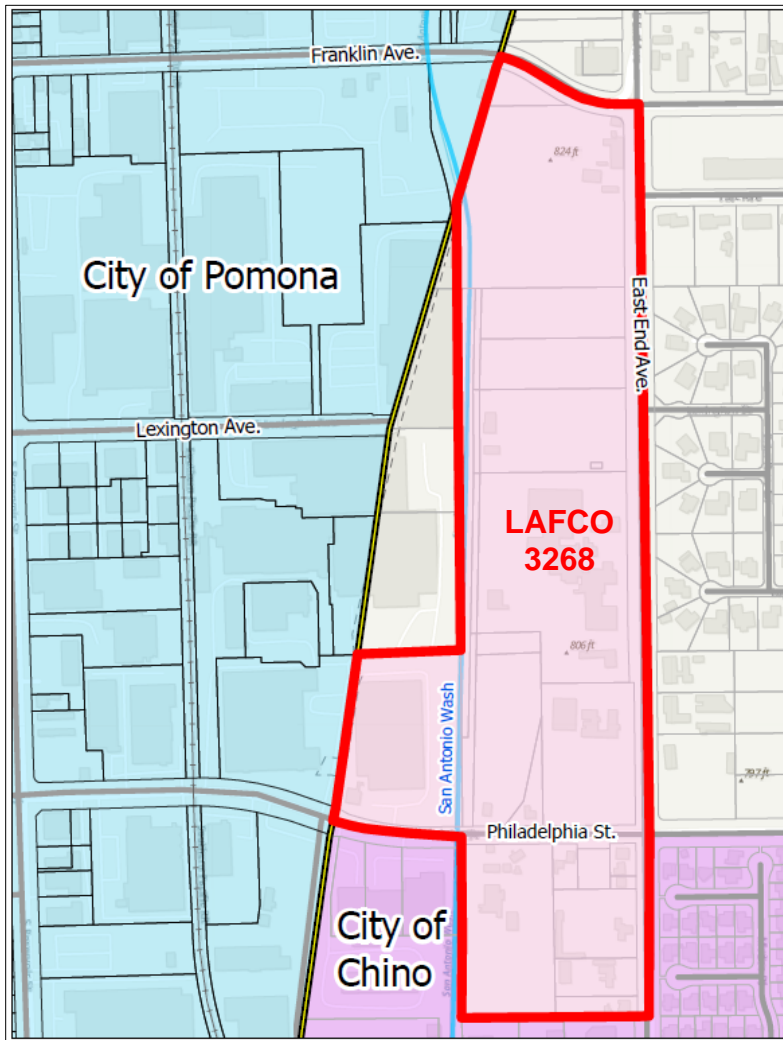 Franklin Ave.
824 ft
City of Pomona
East End Ave.
Lexington Ave.
LAFCO
3268
806 ft
San Antonio Wash
797 ft
Philadelphia St.
City of
Chino